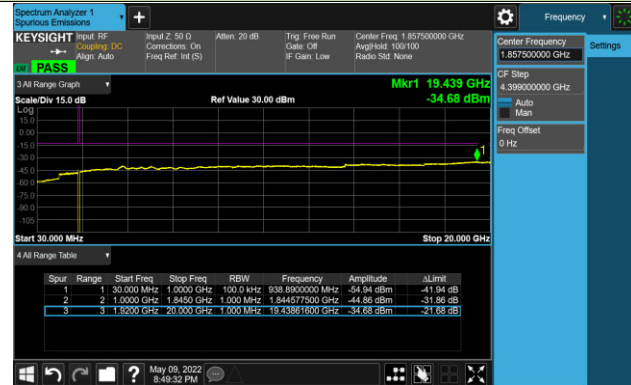 Spectrum Analyzer 1
Spurious Emissions
Frequency
KEYSIGHT Input: RF Input Z: 50 Ω Atten: 20 dB Trig: Free Run Center Freq: 1.857500000 GHz
Coupling: DC Corrections: On Gate: Off Avg|Hold: 100/100
Align: Auto Freq Ref: Int (S) IF Gain: Low Radio Std: None
PASS
Center Frequency
1.857500000 GHz
Settings
CF Step
4.399000000 GHz
Auto
Man
Freq Offset
0 Hz
3 All Range Graph
Mkr1 19.439 GHz
Scale/Div 15.0 dB Ref Value 30.00 dBm -34.68 dBm
Log
15.0
0.00
-15.0
-30.0
-45.0
-60.0
-75.0
-90.0
-105
1
Start 30.000 MHz Stop 20.000 GHz
4 All Range Table
Spur Range Start Freq Stop Freq RBW Frequency Amplitude ΔLimit
1 1 30.000 MHz 1.0000 GHz 100.0 kHz 938.8900000 MHz -54.94 dBm -41.94 dB
2 2 1.0000 GHz 1.8450 GHz 1.000 MHz 1.844577500 GHz -44.86 dBm -31.86 dB
3 3 1.9200 GHz 20.000 GHz 1.000 MHz 19.43861600 GHz -34.68 dBm -21.68 dB
May 09, 2022
8:49:32 PM